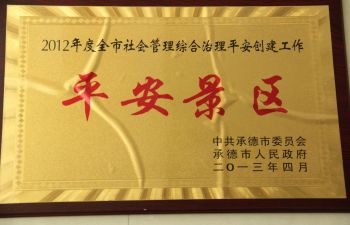 2012年度全市社会管理综合治理平安创建工作
平安景区
中共承德市委员会
承德市人民政府
二〇一三年四月